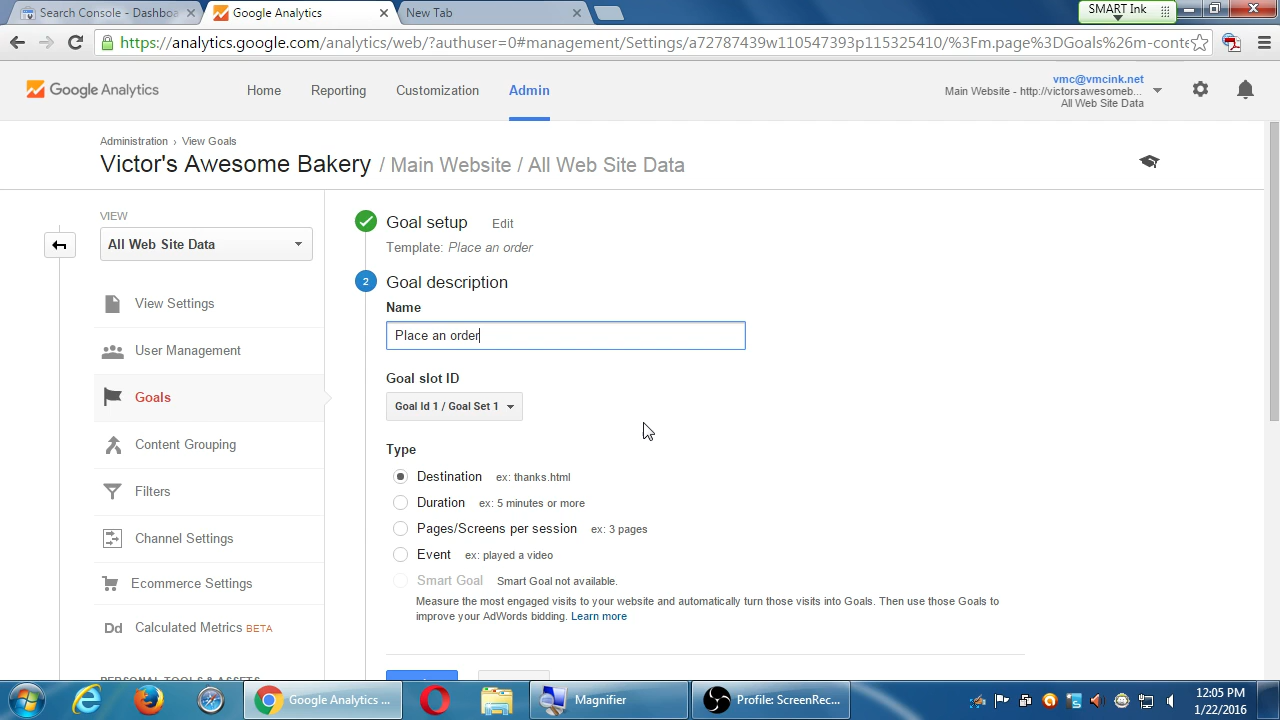 Search Console - Dashboa
Google Analytics
New Tab
SMART Ink
https://analytics.google.com/analytics/web/?authuser=0#management/Settings/a72787439w110547393p115325410/%3Fm.page%3DGoals%26m-conte
Google Analytics
Home
Reporting
Customization
Admin
vmc@vmcink.net
Main Website - http://victorsawesomeb...
All Web Site Data
Administration › View Goals
Victor's Awesome Bakery / Main Website / All Web Site Data
VIEW
All Web Site Data
View Settings
User Management
Goals
Content Grouping
Filters
Channel Settings
Ecommerce Settings
Dd Calculated Metrics BETA
Goal setup Edit
Template: Place an order
2 Goal description
Name
Place an order
Goal slot ID
Goal Id 1 / Goal Set 1
Type
Destination ex: thanks.html
Duration ex: 5 minutes or more
Pages/Screens per session ex: 3 pages
Event ex: played a video
Smart Goal Smart Goal not available.
Measure the most engaged visits to your website and automatically turn those visits into Goals. Then use those Goals to
improve your AdWords bidding. Learn more
Google Analytics ...
Magnifier
Profile: ScreenRec...
12:05 PM
1/22/2016